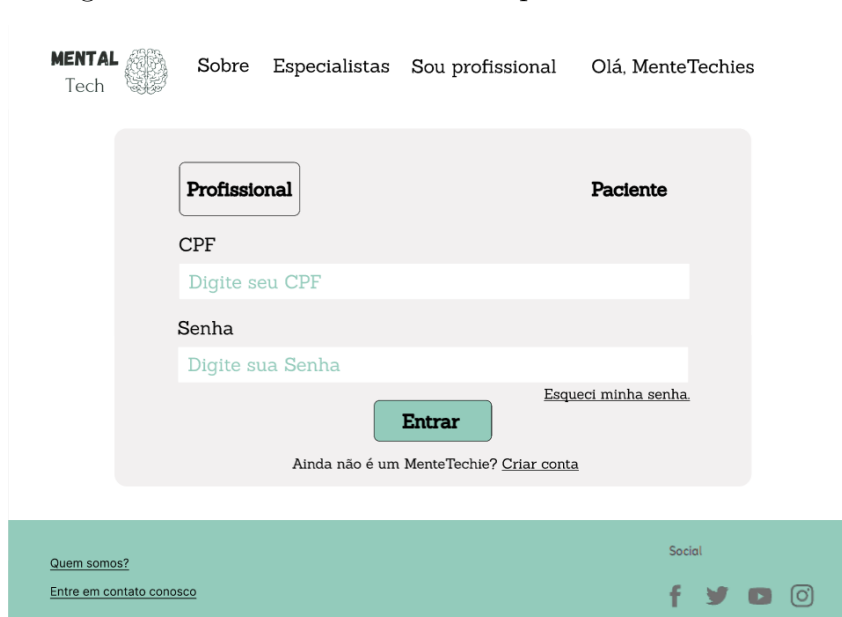 MENTAL
Tech
Sobre Especialistas Sou profissional Olá, MenteTechies
Profissional Paciente
CPF
Digite seu CPF
Senha
Digite sua Senha
Esqueci minha senha.
Entrar
Ainda não é um MenteTechie? Criar conta
Social
Quem somos?
Entre em contato conosco